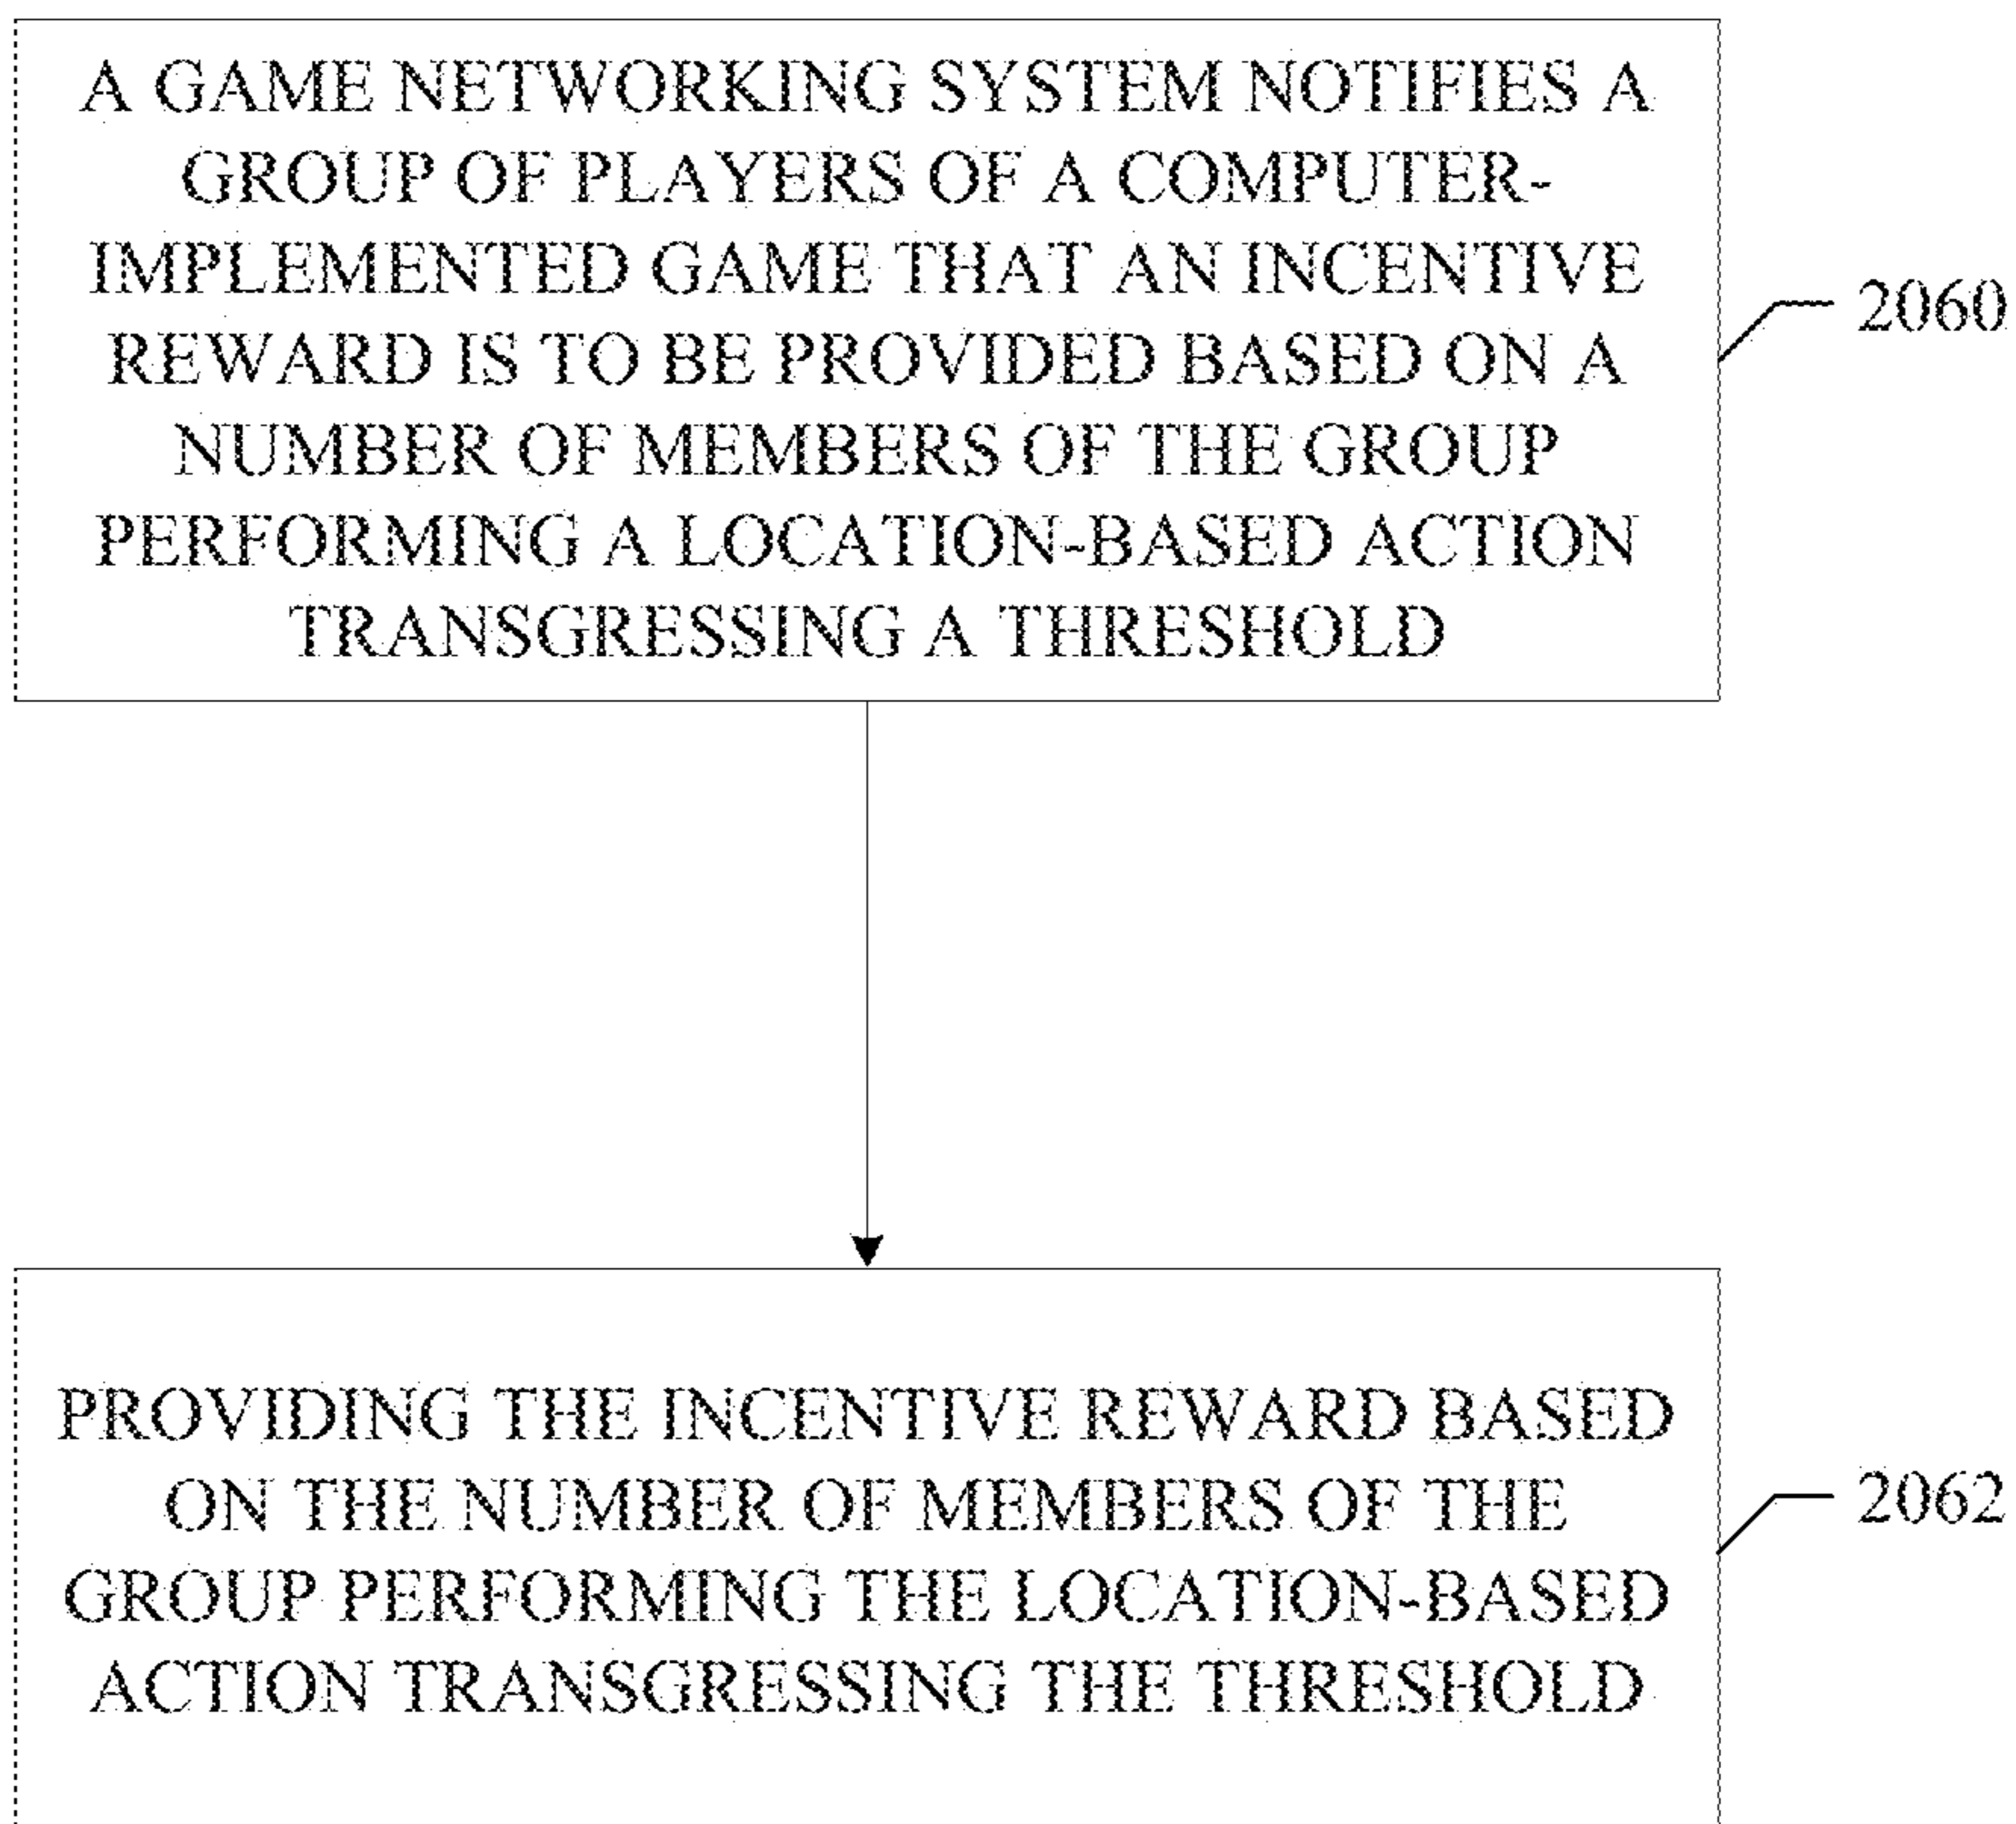 A GAME NETWORKING SYSTEM NOTIFIES A
GROUP OF PLAYERS OF A COMPUTER-
IMPLEMENTED GAME THAT AN INCENTIVE
REWARD IS TO BE PROVIDED BASED ON A
NUMBER OF MEMBERS OF THE GROUP
PERFORMING A LOCATION-BASED ACTION
TRANSGRESSING A THRESHOLD
2060
PROVIDING THE INCENTIVE REWARD BASED
ON THE NUMBER OF MEMBERS OF THE
GROUP PERFORMING THE LOCATION-BASED
ACTION TRANSGRESSING THE THRESHOLD
2062